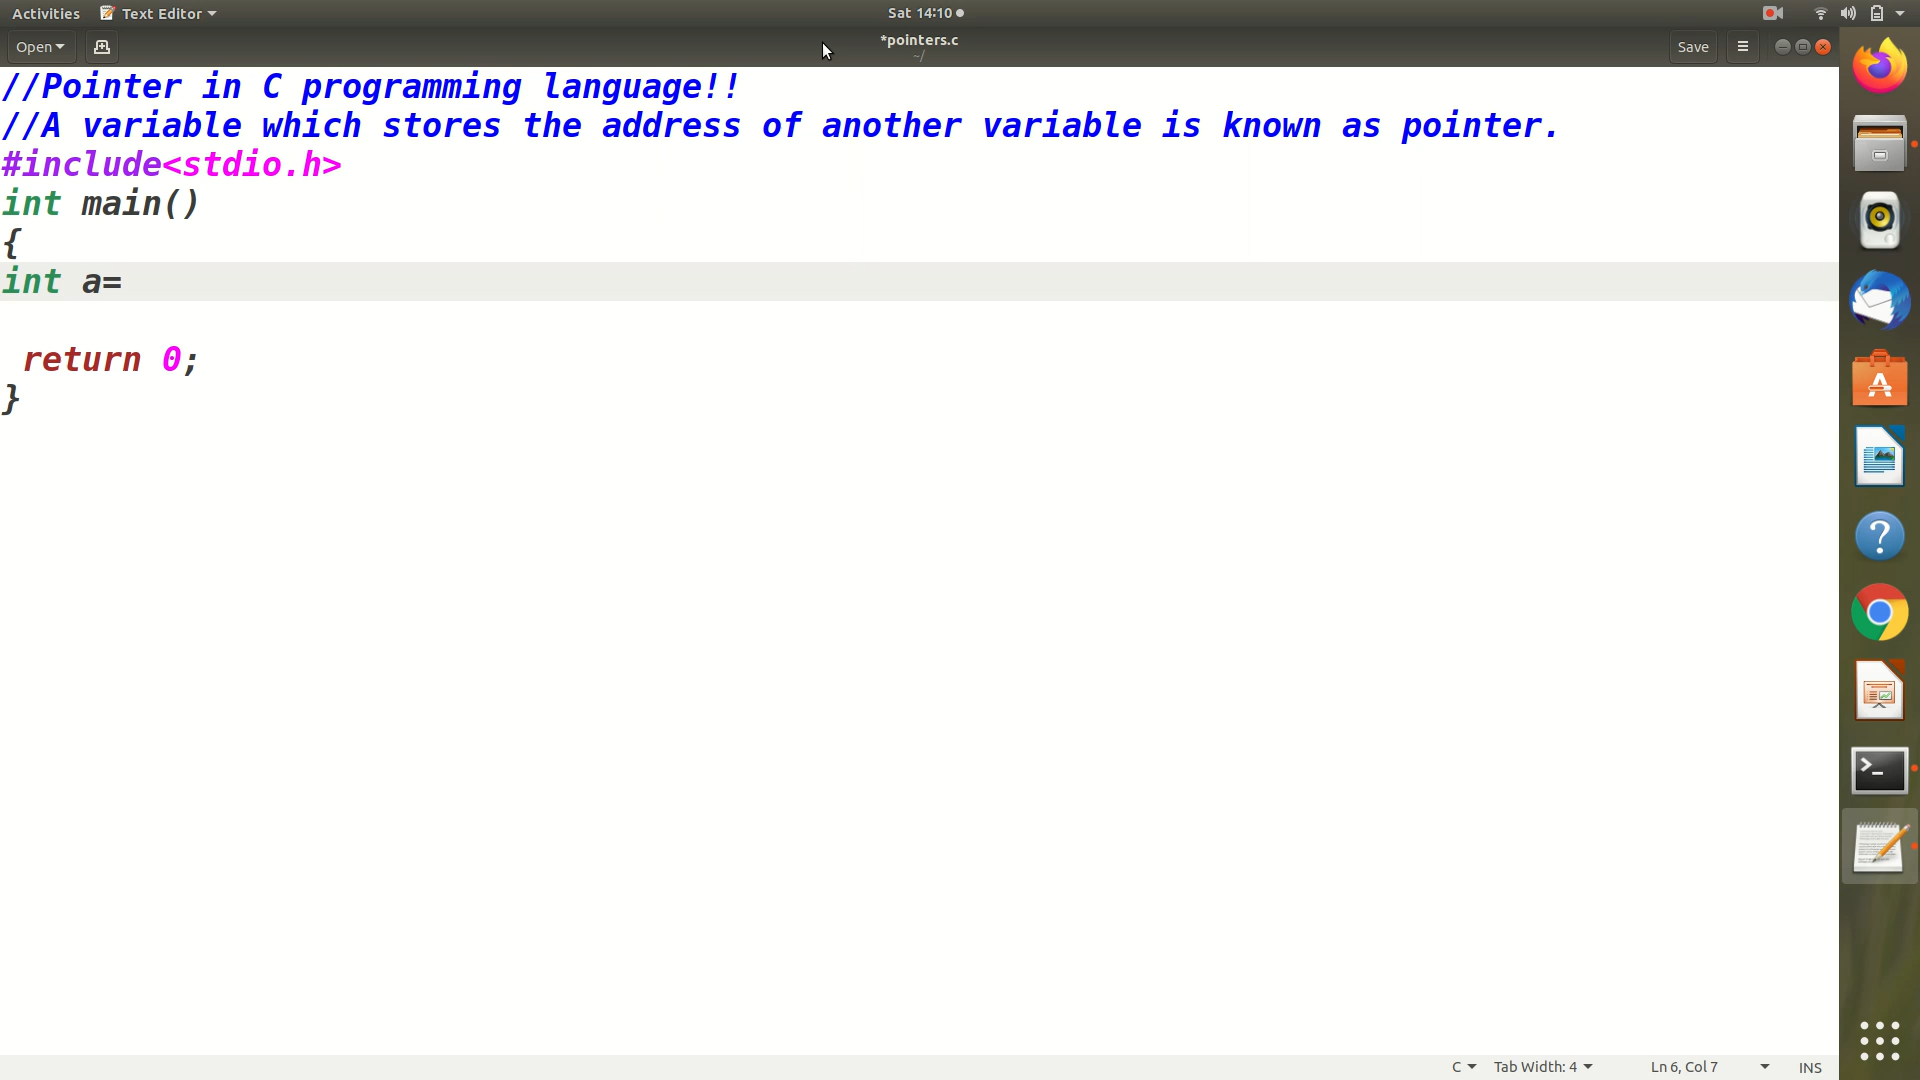 Activities Text Editor Sat 14:10
Open *pointers.c Save
~/
//Pointer in C programming language!!
//A variable which stores the address of another variable is known as pointer.
#include<stdio.h>
int main()
{
int a=
return 0;
}
C Tab Width: 4 Ln 6, Col 7 INS